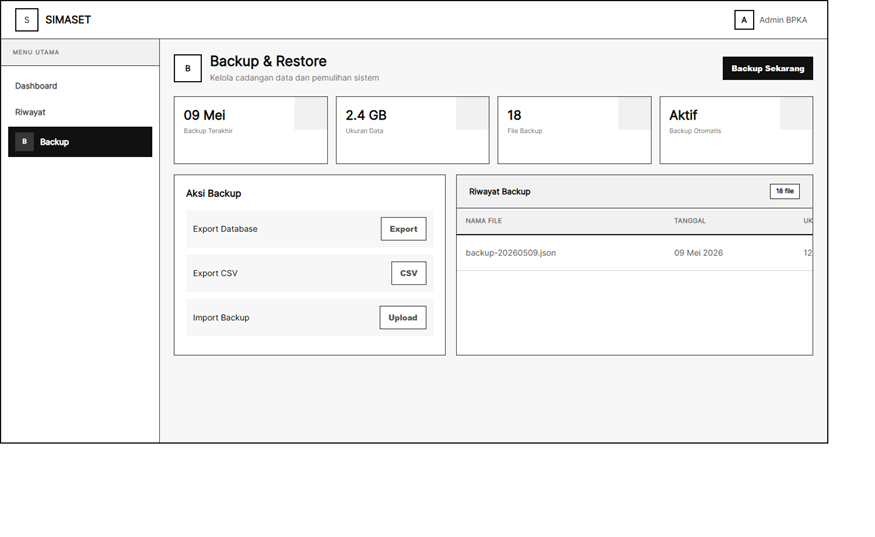 S SIMASET
A Admin BPKA
MENU UTAMA
Dashboard
Riwayat
B Backup
B
Backup & Restore
Kelola cadangan data dan pemulihan sistem
Backup Sekarang
09 Mei
Backup Terakhir
2.4 GB
Ukuran Data
18
File Backup
Aktif
Backup Otomatis
Aksi Backup
Export Database Export
Export CSV CSV
Import Backup Upload
Riwayat Backup 18 file
NAMA FILE TANGGAL UK
backup-20260509.json 09 Mei 2026 12